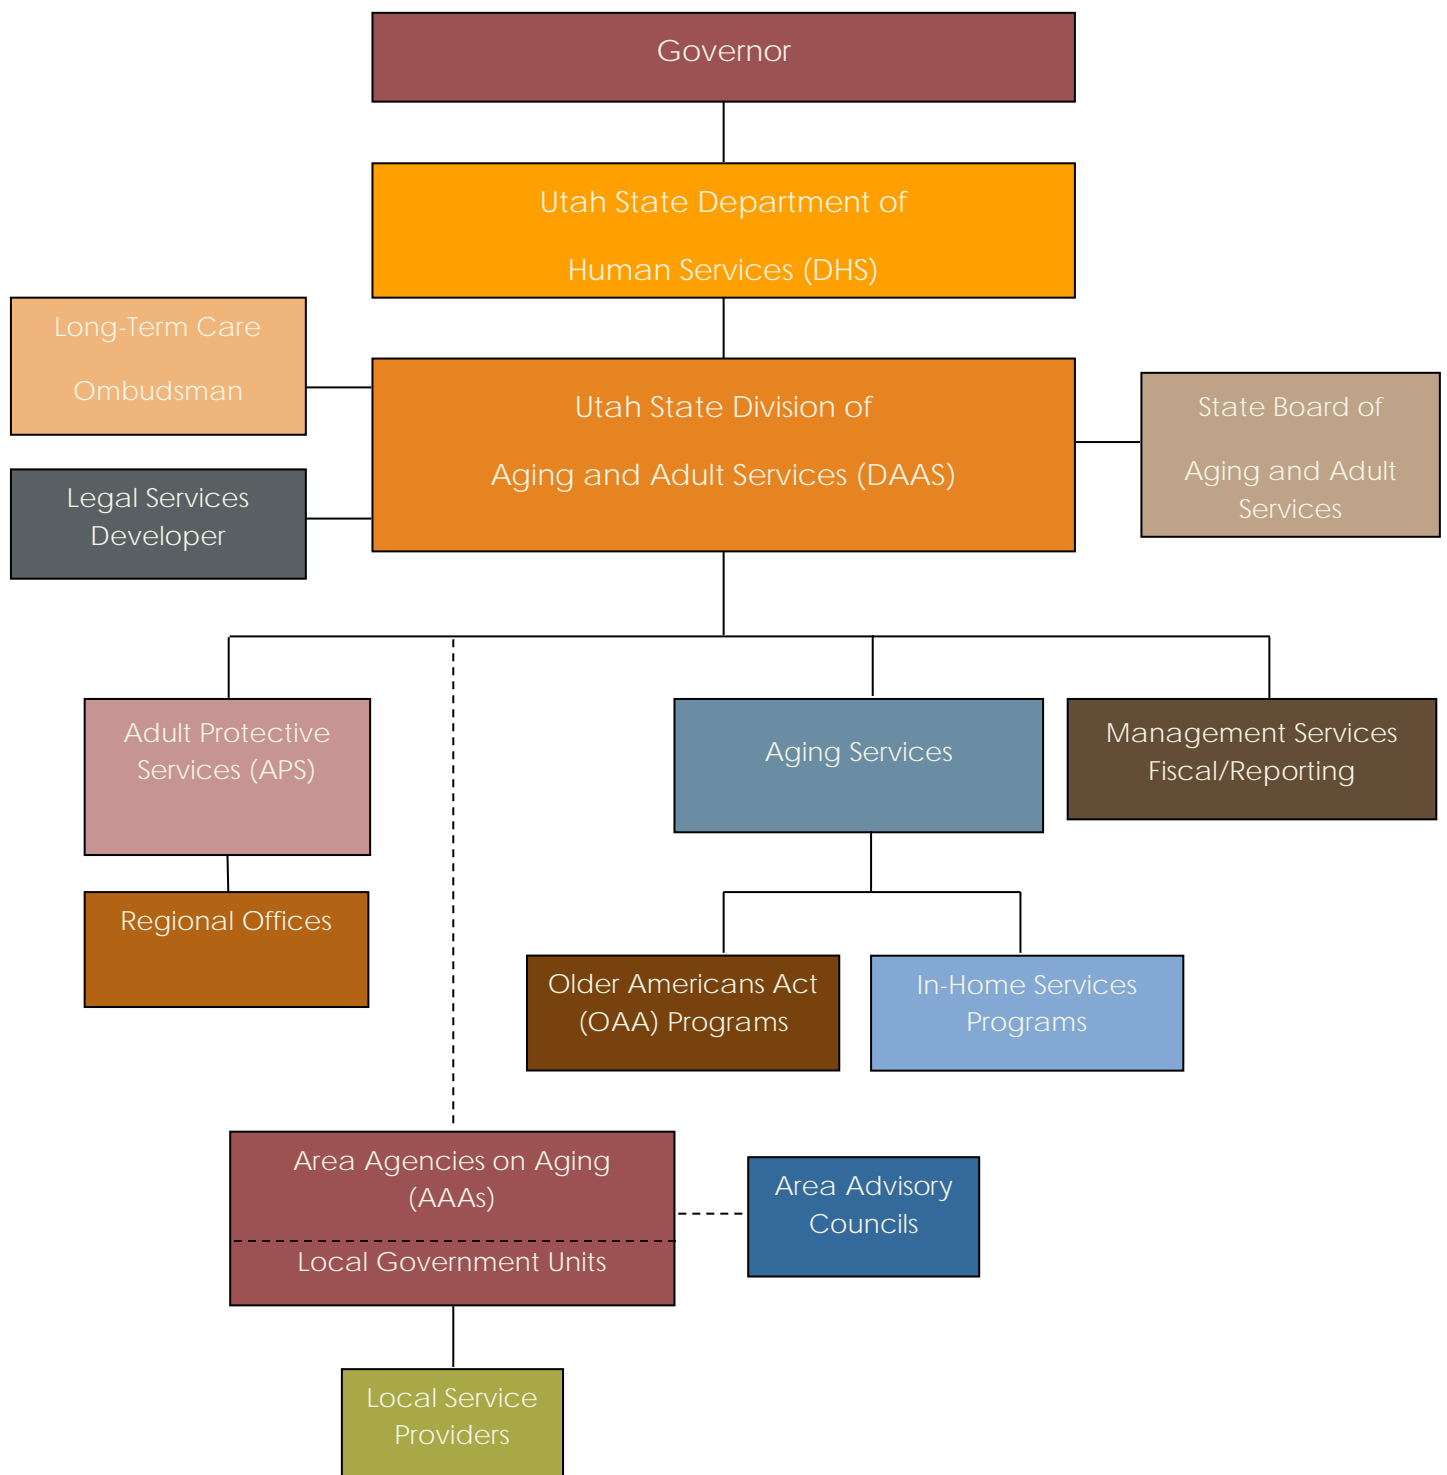 Governor
Utah State Department of
Human Services (DHS)
Long-Term Care
Ombudsman
Utah State Division of
Aging and Adult Services (DAAS)
State Board of
Aging and Adult
Services
Legal Services
Developer
Adult Protective
Services (APS)
Aging Services
Management Services
Fiscal/Reporting
Regional Offices
Older Americans Act
(OAA) Programs
In-Home Services
Programs
Area Agencies on Aging
(AAAs)
Local Government Units
Area Advisory
Councils
Local Service
Providers